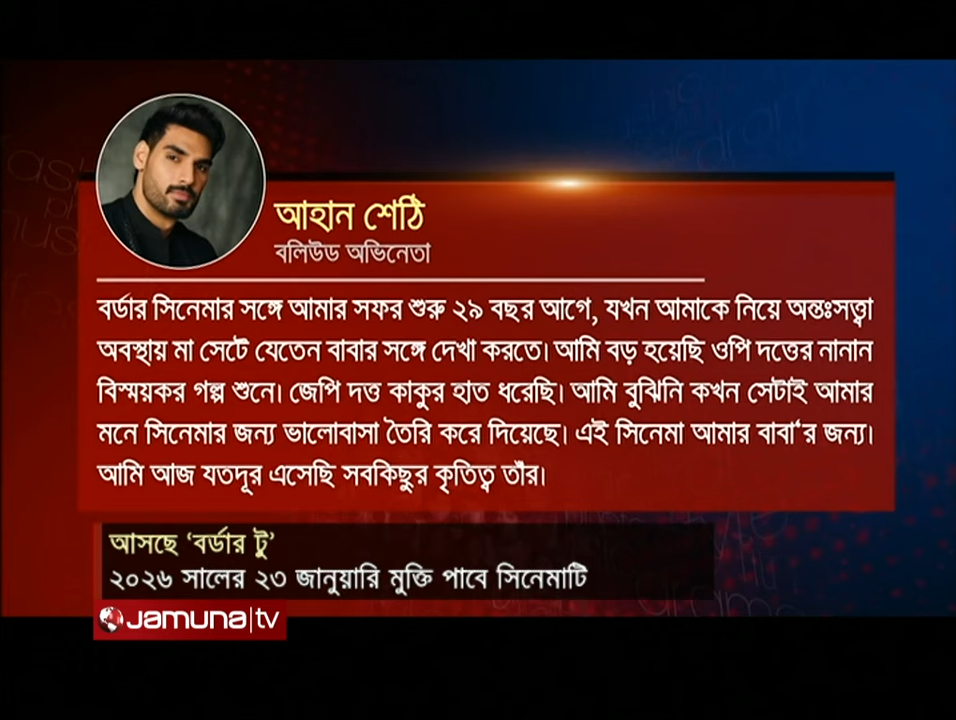 আহান শেঠি
বলিউড অভিনেতা
বর্ডার সিনেমার সঙ্গে আমার সফর শুরু ২৯ বছর আগে, যখন আমাকে নিয়ে অন্তঃসত্ত্বা
অবস্থায় মা সেটে যেতেন বাবার সঙ্গে দেখা করতে। আমি বড় হয়েছি ওপি দত্তের নানান
বিস্ময়কর গল্প শুনে। জেপি দত্ত কাকুর হাত ধরেছি। আমি বুঝিনি কখন সেটাই আমার
মনে সিনেমার জন্য ভালোবাসা তৈরি করে দিয়েছে। এই সিনেমা আমার বাবা‘র জন্য।
আমি আজ যতদূর এসেছি সবকিছুর কৃতিত্ব তাঁর।
আসছে ‘বর্ডার টু’
২০২৬ সালের ২৩ জানুয়ারি মুক্তি পাবে সিনেমাটি
Jamuna|tv